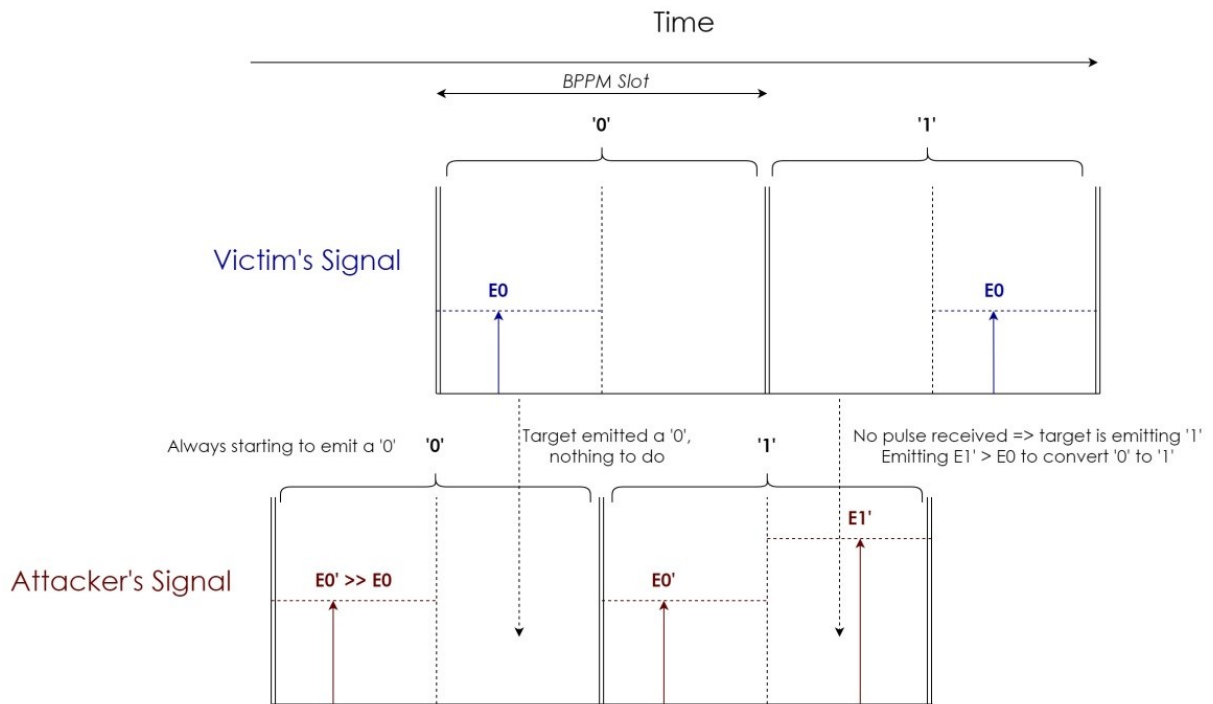 Time
BPPM Slot
'0'
'1'
Victim's Signal
E0
E0
Always starting to emit a '0'
'0'
Target emitted a '0',
nothing to do
'1'
No pulse received => target is emitting '1'
Emitting E1' > E0 to convert '0' to '1'
E1'
Attacker's Signal
E0' >> E0
E0'